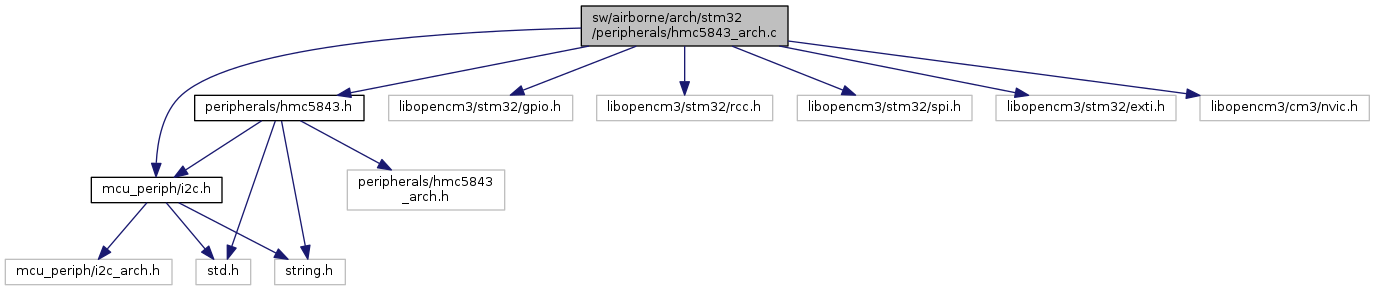 sw/airborne/arch/stm32
/peripherals/hmc5843_arch.c
peripherals/hmc5843.h
libopencm3/stm32/gpio.h
libopencm3/stm32/rcc.h
libopencm3/stm32/spi.h
libopencm3/stm32/exti.h
libopencm3/cm3/nvic.h
mcu_periph/i2c.h
peripherals/hmc5843
_arch.h
mcu_periph/i2c_arch.h
std.h
string.h